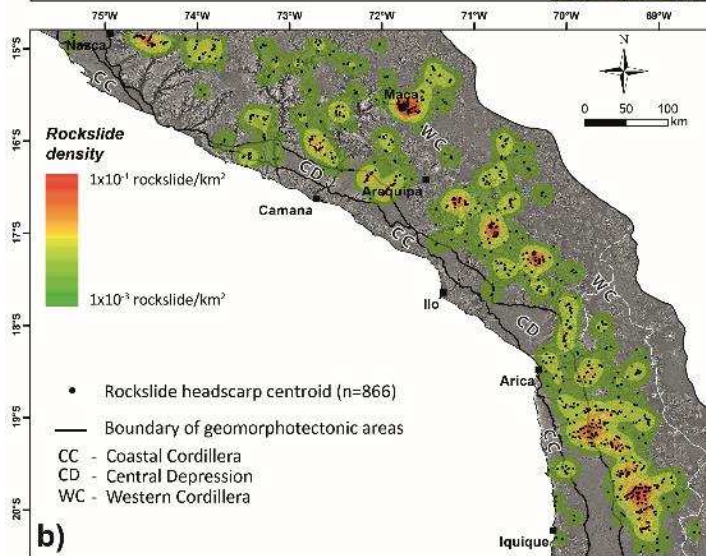 75°W 74°W 73°W 72°W 71°W 70°W 69°W
15°S
Nazca
CC
N
0 50 100
km
Maca
WC
16°S
Rockslide
density
1x10⁻¹ rockslide/km²
1x10⁻³ rockslide/km²
CD
Arequipa
Camana
17°S
CC
WC
Ilo
18°S
CD
Arica
19°S
Rockslide headscarp centroid (n=866)
Boundary of geomorphotectonic areas
CC - Coastal Cordillera
CD - Central Depression
WC - Western Cordillera
CC
20°S
b)
Iquique